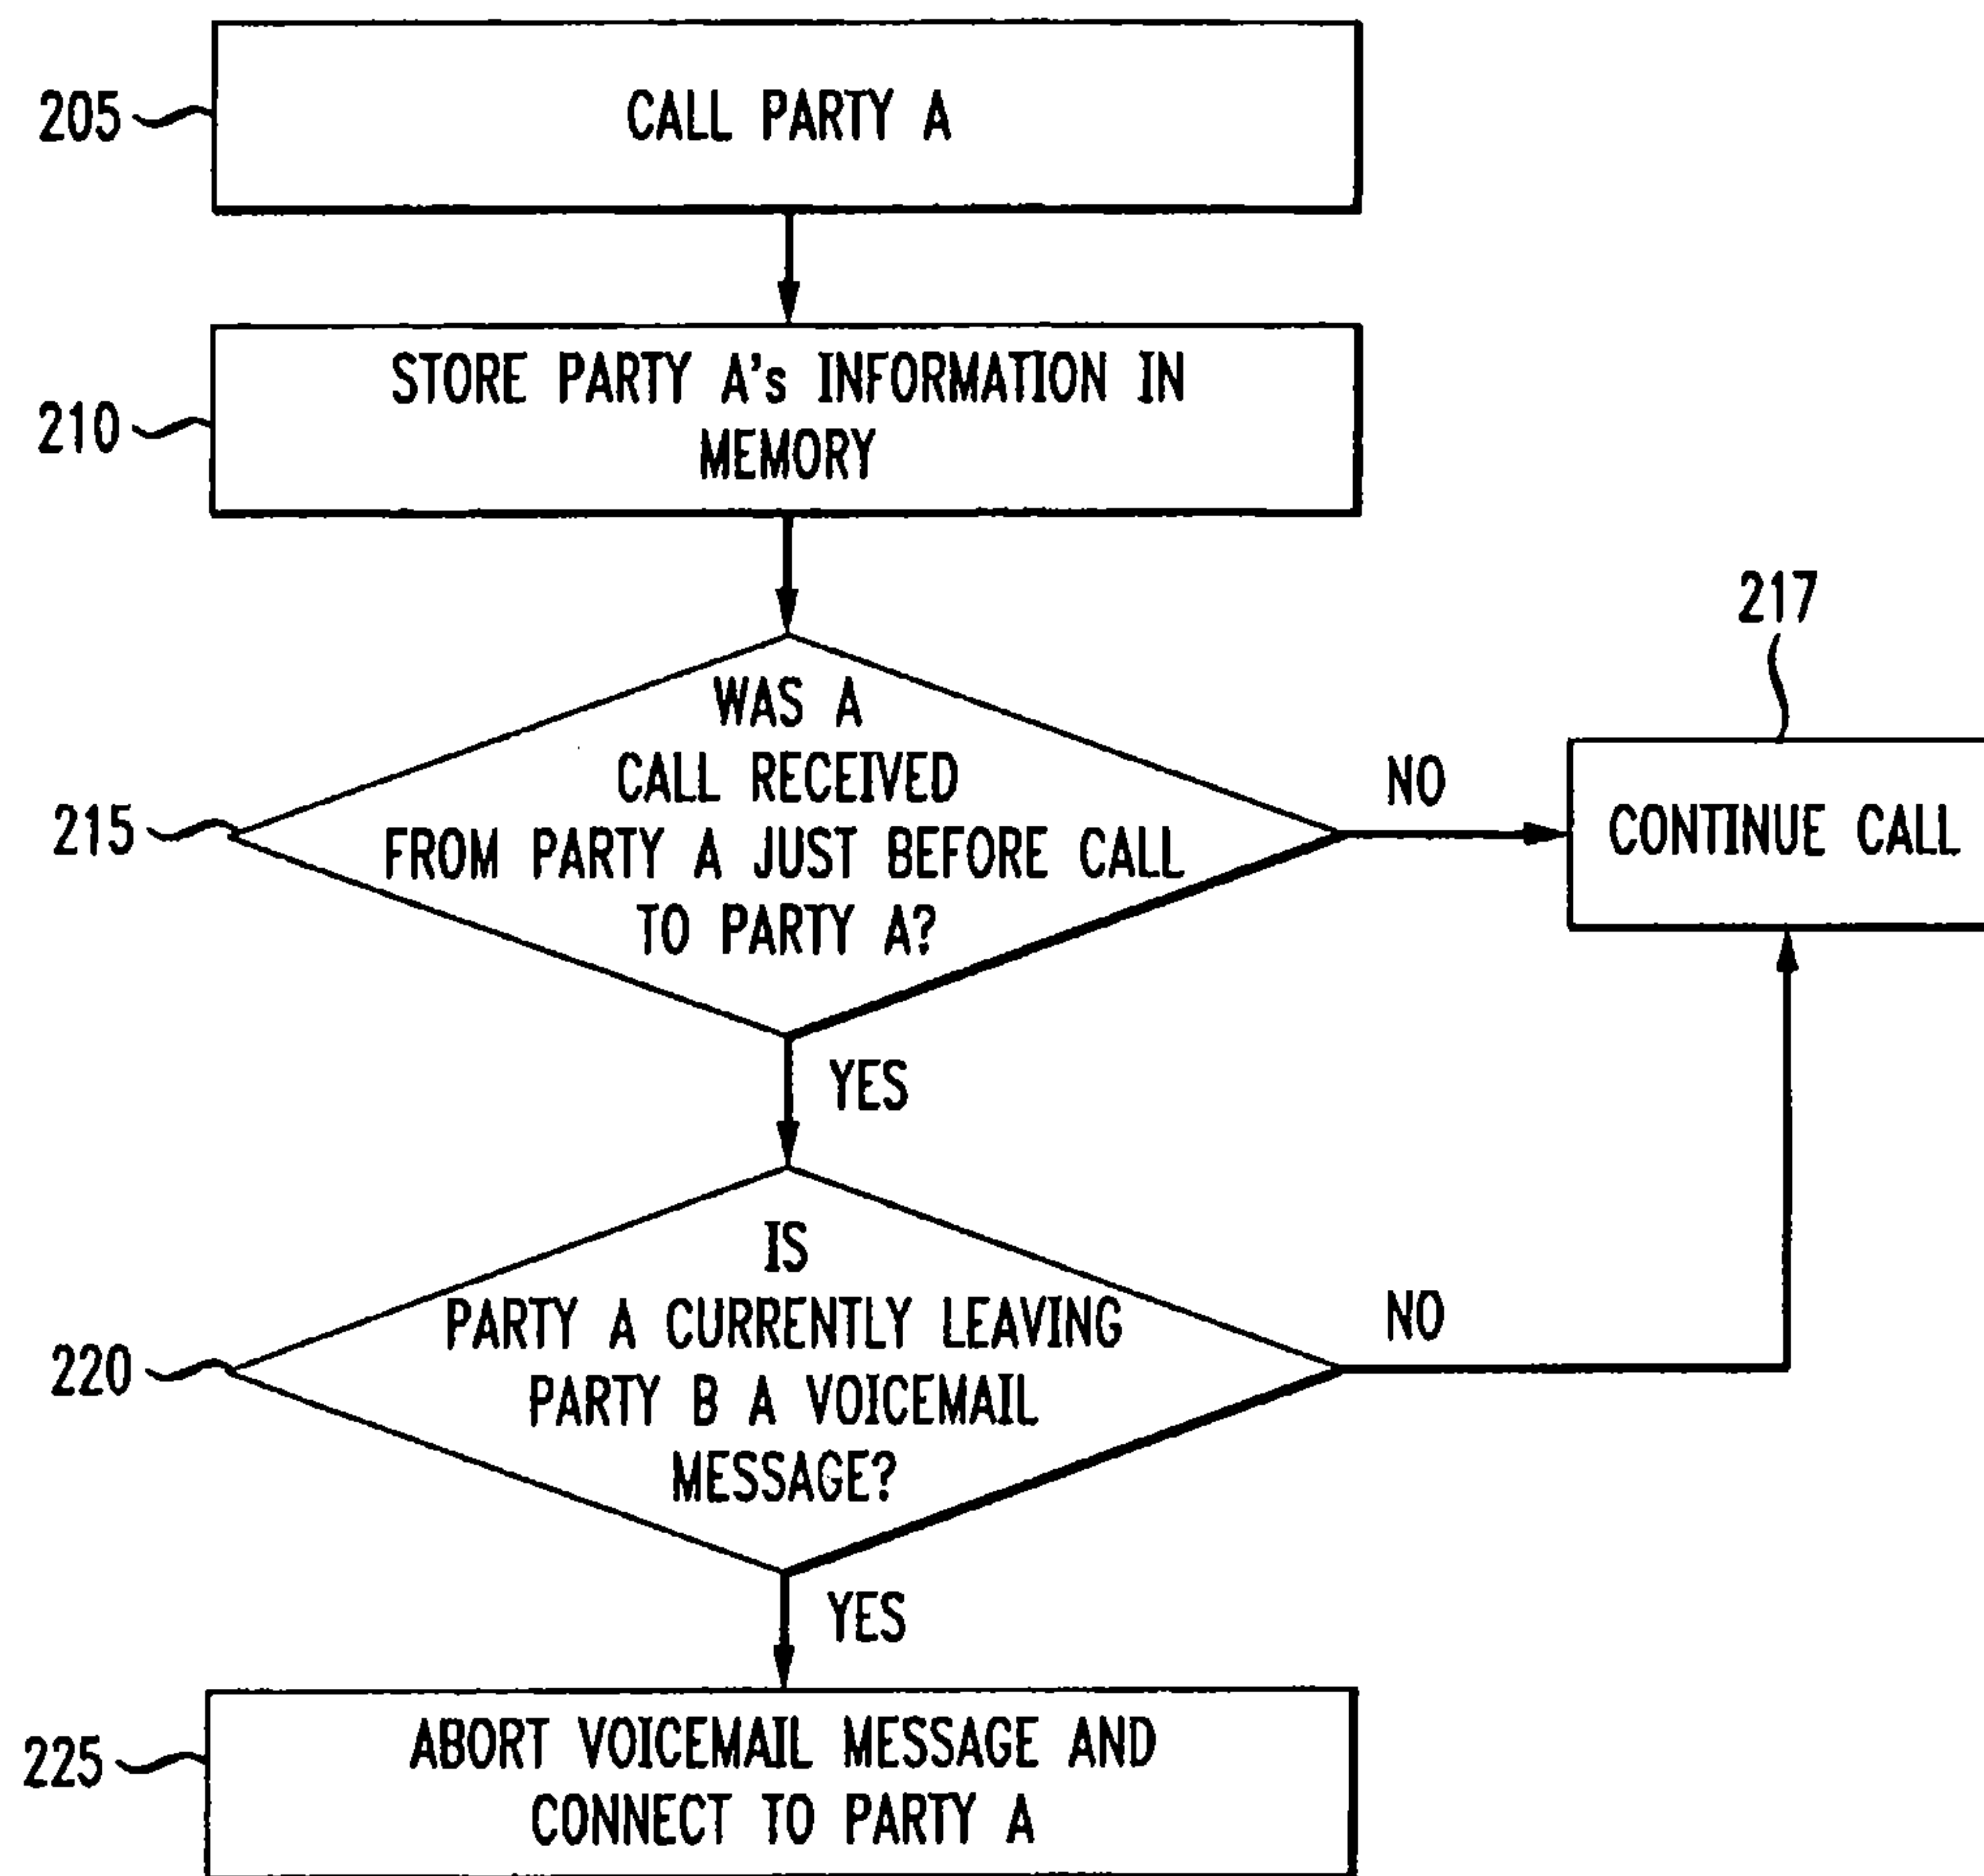 205
CALL PARTY A
210
STORE PARTY A's INFORMATION IN
MEMORY
215
WAS A
CALL RECEIVED
FROM PARTY A JUST BEFORE CALL
TO PARTY A?
NO
217
CONTINUE CALL
YES
220
IS
PARTY A CURRENTLY LEAVING
PARTY B A VOICEMAIL
MESSAGE?
NO
YES
225
ABORT VOICEMAIL MESSAGE AND
CONNECT TO PARTY A